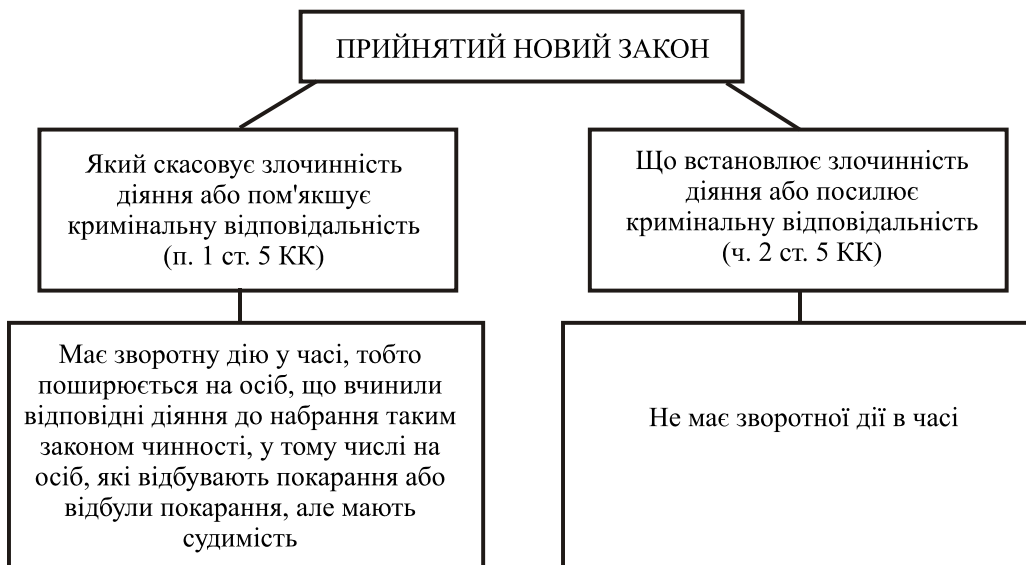 ПРИЙНЯТИЙ НОВИЙ ЗАКОН
Який скасовує злочинність
діяння або пом'якшує
кримінальну відповідальність
(п. 1 ст. 5 КК)
Що встановлює злочинність
діяння або посилює
кримінальну відповідальність
(ч. 2 ст. 5 КК)
Має зворотну дію у часі, тобто
поширюється на осіб, що вчинили
відповідні діяння до набрання таким
законом чинності, у тому числі на
осіб, які відбувають покарання або
відбули покарання, але мають
судимість
Не має зворотної дії в часі